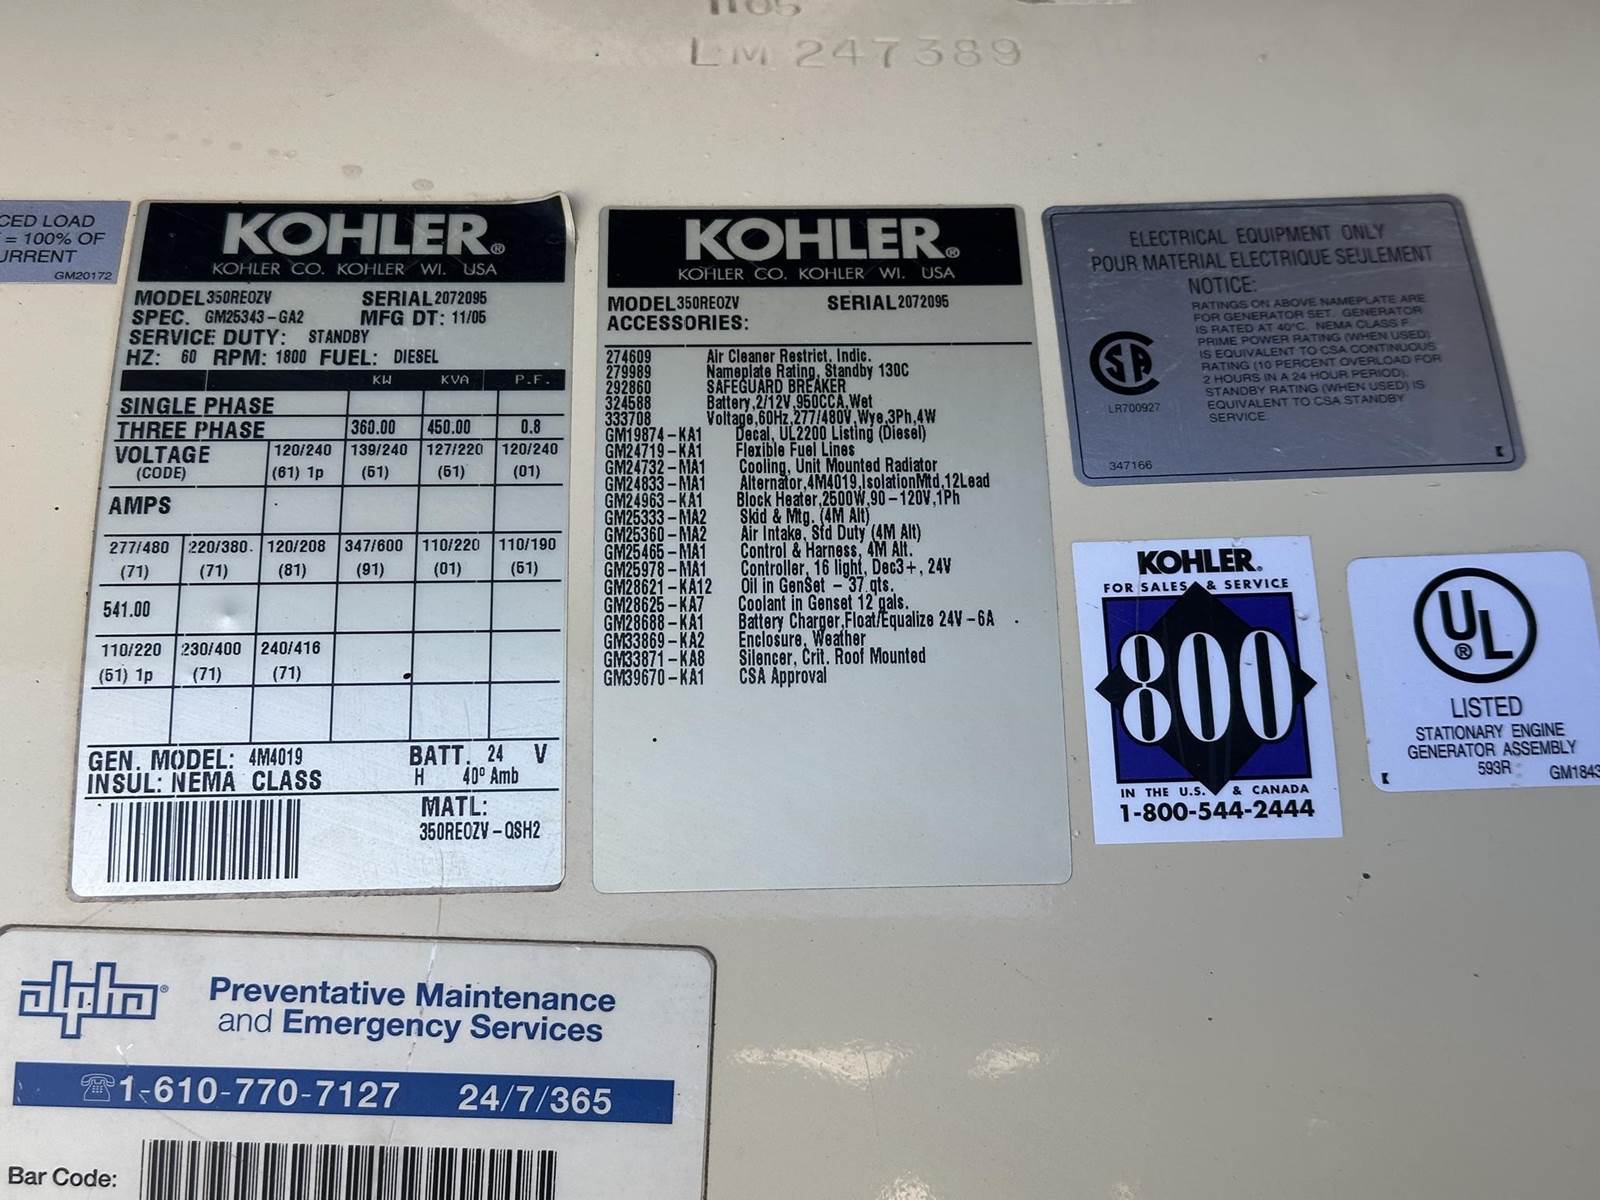 1105
LM 247389
CED LOAD
= 100% OF
URRENT
GM20172
KOHLER®
KOHLER CO. KOHLER WI. USA
MODEL 350REOZV SERIAL 2072095
SPEC. GM25343-GA2 MFG DT: 11/05
SERVICE DUTY: STANDBY
HZ: 60 RPM: 1800 FUEL: DIESEL
KW KVA P.F.
SINGLE PHASE
THREE PHASE 360.00 450.00 0.8
VOLTAGE 120/240 139/240 127/220 120/240
(CODE) (61) 1p (61) (61) (01)
AMPS
277/480 220/380. 120/208 347/600 110/220 110/190
(71) (71) (81) (91) (01) (61)
541.00
110/220 230/400 240/416
(61) 1p (71) (71)
GEN. MODEL: 4M4019 BATT. 24 V
INSUL: NEMA CLASS H 40° Amb
MATL:
350REOZV-QSH2
KOHLER®
KOHLER CO. KOHLER WI. USA
MODEL 350REOZV SERIAL 2072095
ACCESSORIES:
274609 Air Cleaner Restrict. Indic.
279989 Nameplate Rating, Standby 130C
292860 SAFEGUARD BREAKER
324588 Battery,2/12V,950CCA,Wet
333708 Voltage,60Hz,277/480V,Wye,3Ph,4W
GM19874-KA1 Decal, UL2200 Listing (Diesel)
GM24719-KA1 Flexible Fuel Lines
GM24732-MA1 Cooling, Unit Mounted Radiator
GM24833-MA1 Alternator,4M4019,IsolationMtd,12Lead
GM24963-KA1 Block Heater,2500W,90-120V,1Ph
GM25333-MA2 Skid & Mtg. (4M Alt)
GM25360-MA2 Air Intake, Std Duty (4M Alt)
GM25465-MA1 Control & Harness, 4M Alt.
GM25978-MA1 Controller, 16 light, Dec3+, 24V
GM28621-KA12 Oil in GenSet - 37 qts.
GM28625-KA7 Coolant in Genset 12 gals.
GM28688-KA1 Battery Charger,Float/Equalize 24V-6A
GM33869-KA2 Enclosure, Weather
GM33871-KA8 Silencer, Crit. Roof Mounted
GM39670-KA1 CSA Approval
ELECTRICAL EQUIPMENT ONLY
POUR MATERIAL ELECTRIQUE SEULEMENT
NOTICE:
RATINGS ON ABOVE NAMEPLATE ARE
FOR GENERATOR SET. GENERATOR
IS RATED AT 40°C. NEMA CLASS F
PRIME POWER RATING (WHEN USED)
IS EQUIVALENT TO CSA CONTINUOUS
RATING (10 PERCENT OVERLOAD FOR
2 HOURS IN A 24 HOUR PERIOD).
STANDBY RATING (WHEN USED) IS
EQUIVALENT TO CSA STANDBY
SERVICE.
CSA
LR700927
347166
KOHLER®
FOR SALES & SERVICE
800
IN THE U.S. & CANADA
1-800-544-2444
UL®
LISTED
STATIONARY ENGINE
GENERATOR ASSEMBLY
593R GM1843
alpha®
Preventative Maintenance
and Emergency Services
1-610-770-7127 24/7/365
Bar Code: